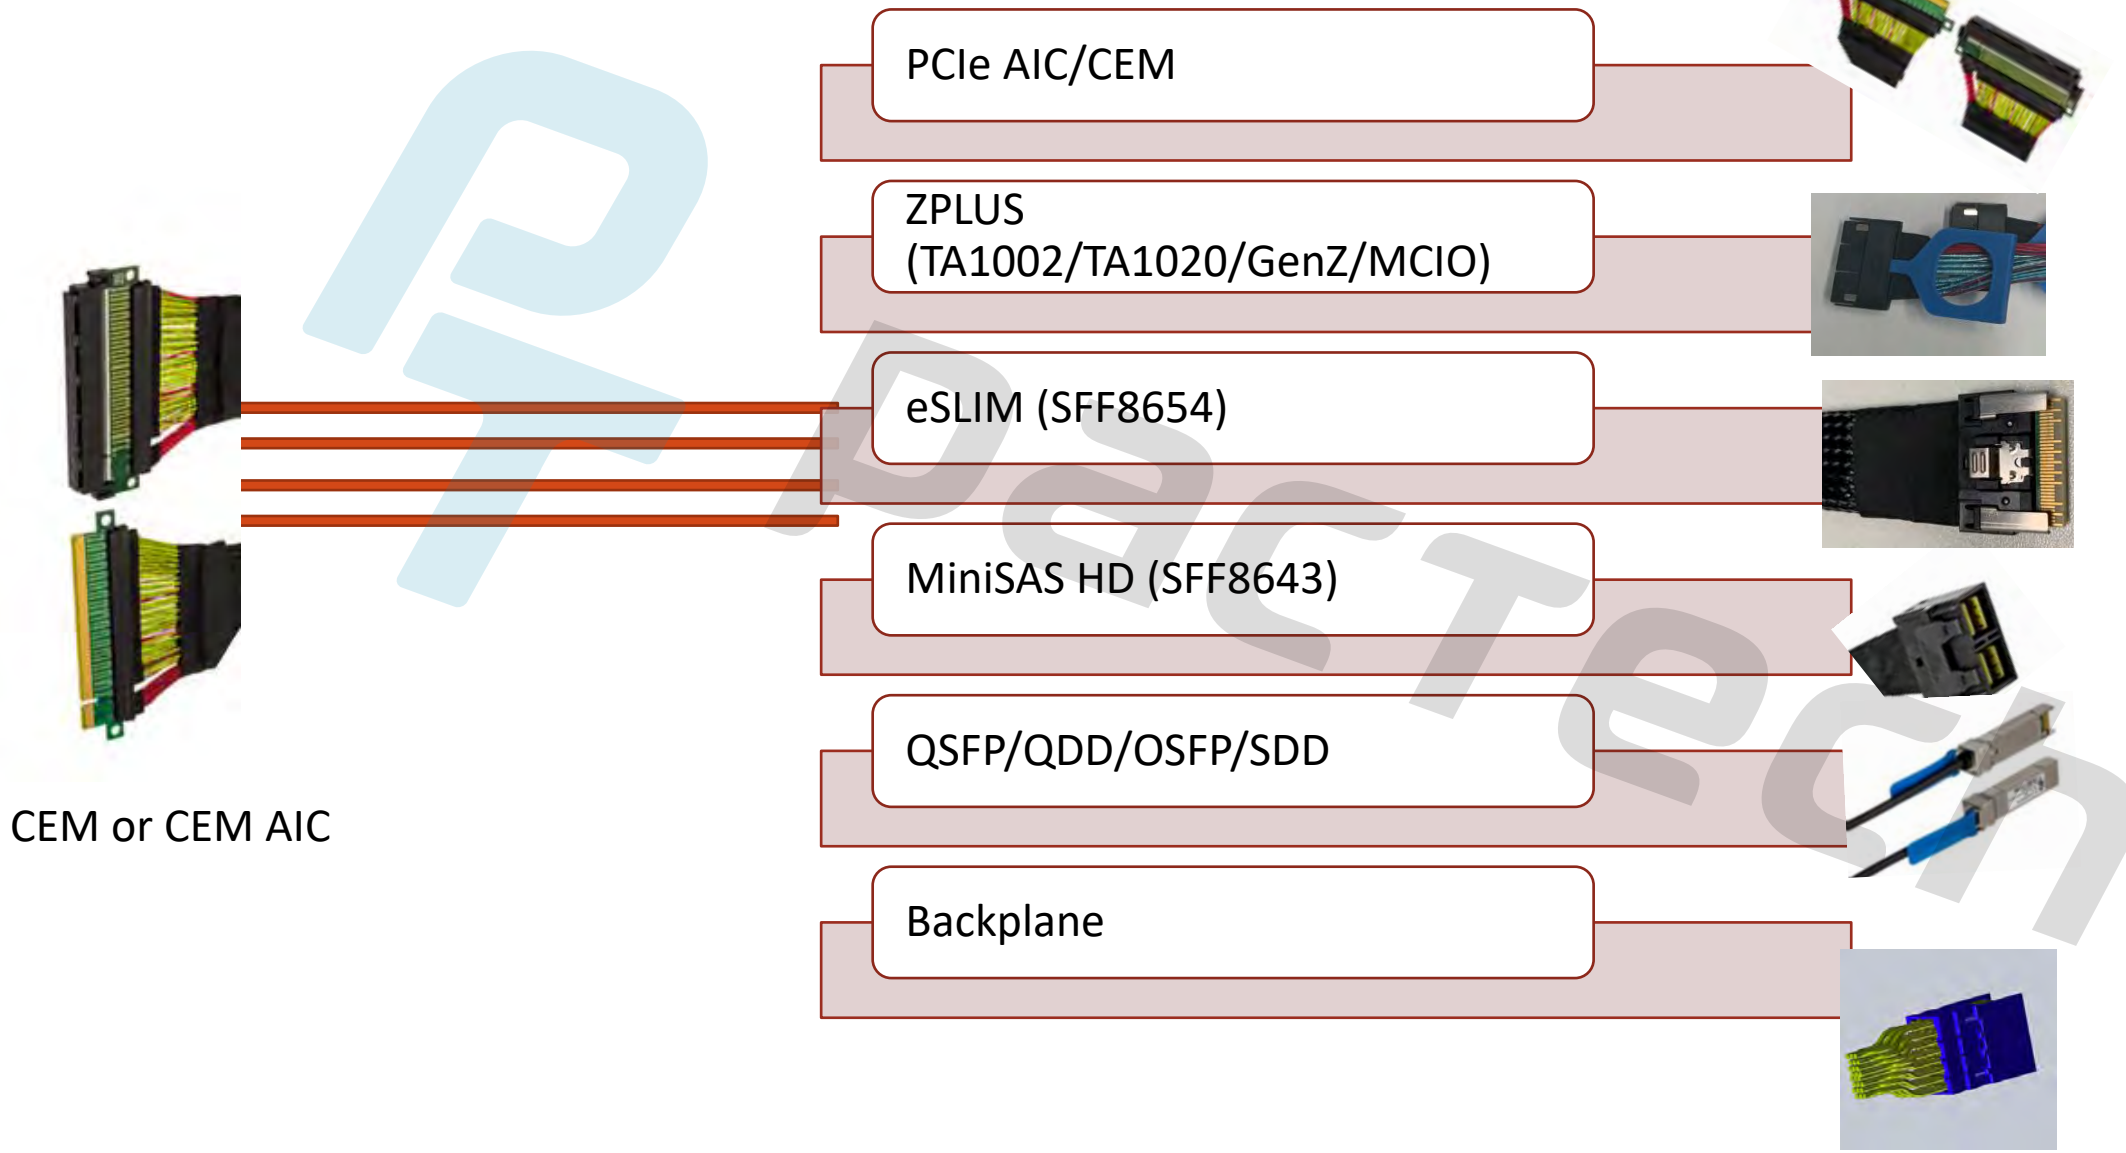 PCIe AIC/CEM
ZPLUS
(TA1002/TA1020/GenZ/MCIO)
eSLIM (SFF8654)
MiniSAS HD (SFF8643)
QSFP/QDD/OSFP/SDD
Backplane
CEM or CEM AIC
PT pacTech